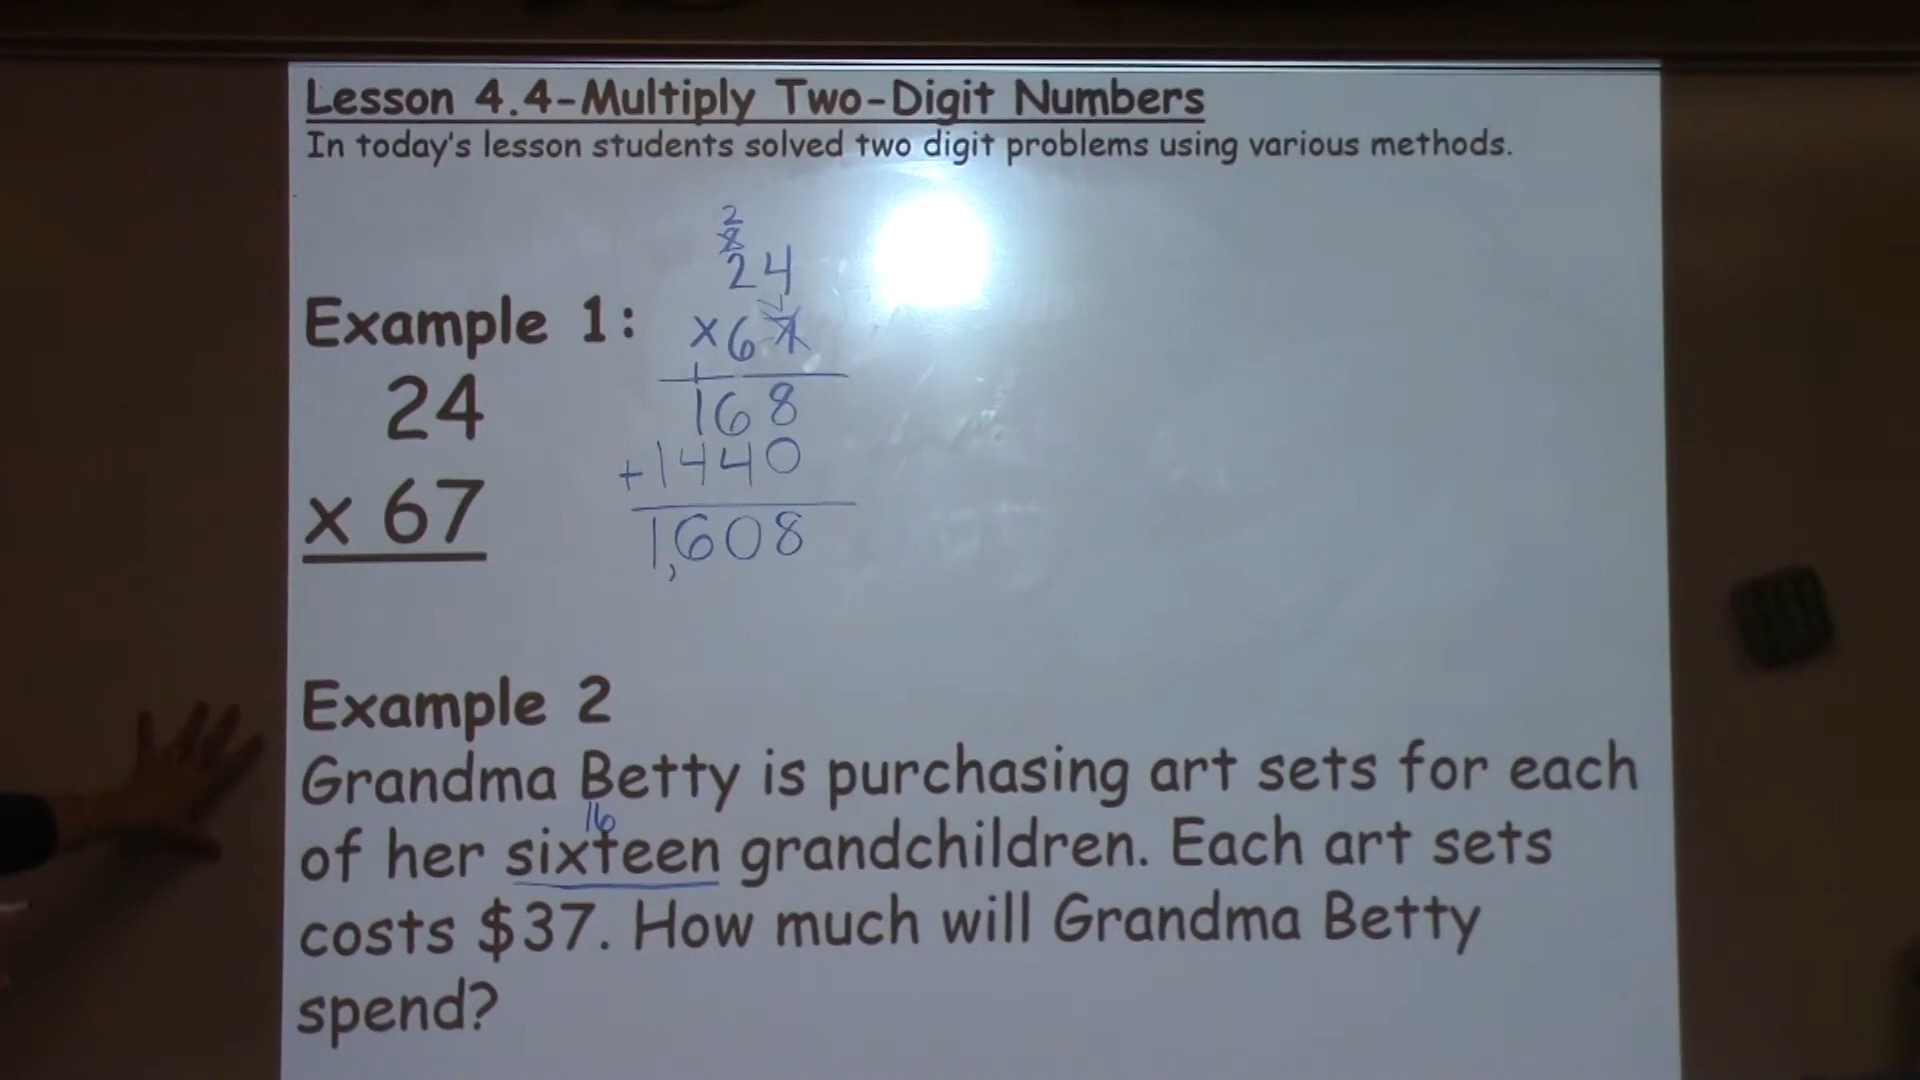 Lesson 4.4-Multiply Two-Digit Numbers
In today's lesson students solved two digit problems using various methods.
Example 1:
24
x 67
2
2
24
x67
1
168
+1440
1,608
Example 2
Grandma Betty is purchasing art sets for each
16
of her sixteen grandchildren. Each art sets
costs $37. How much will Grandma Betty
spend?